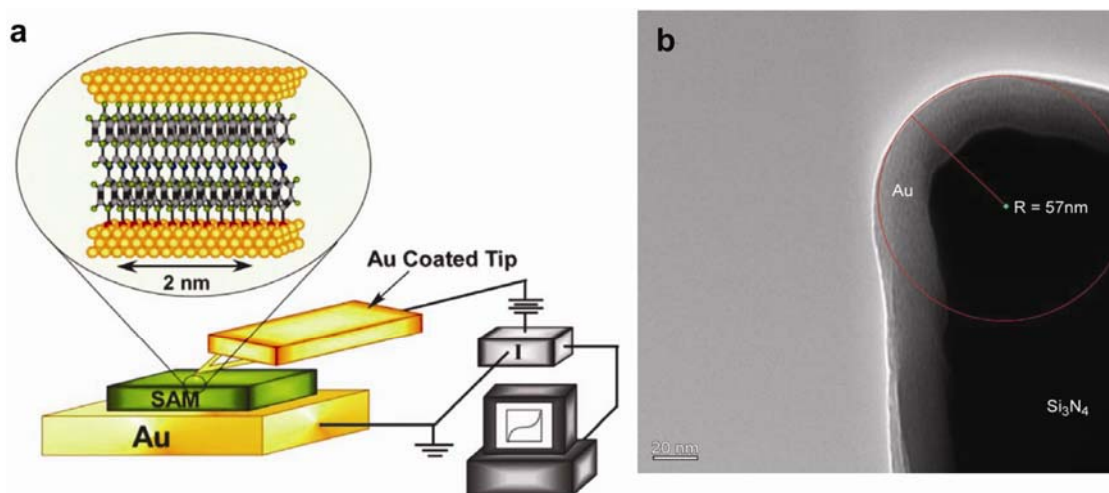 a
2 nm
Au Coated Tip
I
SAM
Au
b
Au
R = 57nm
Si₃N₄
20 nm